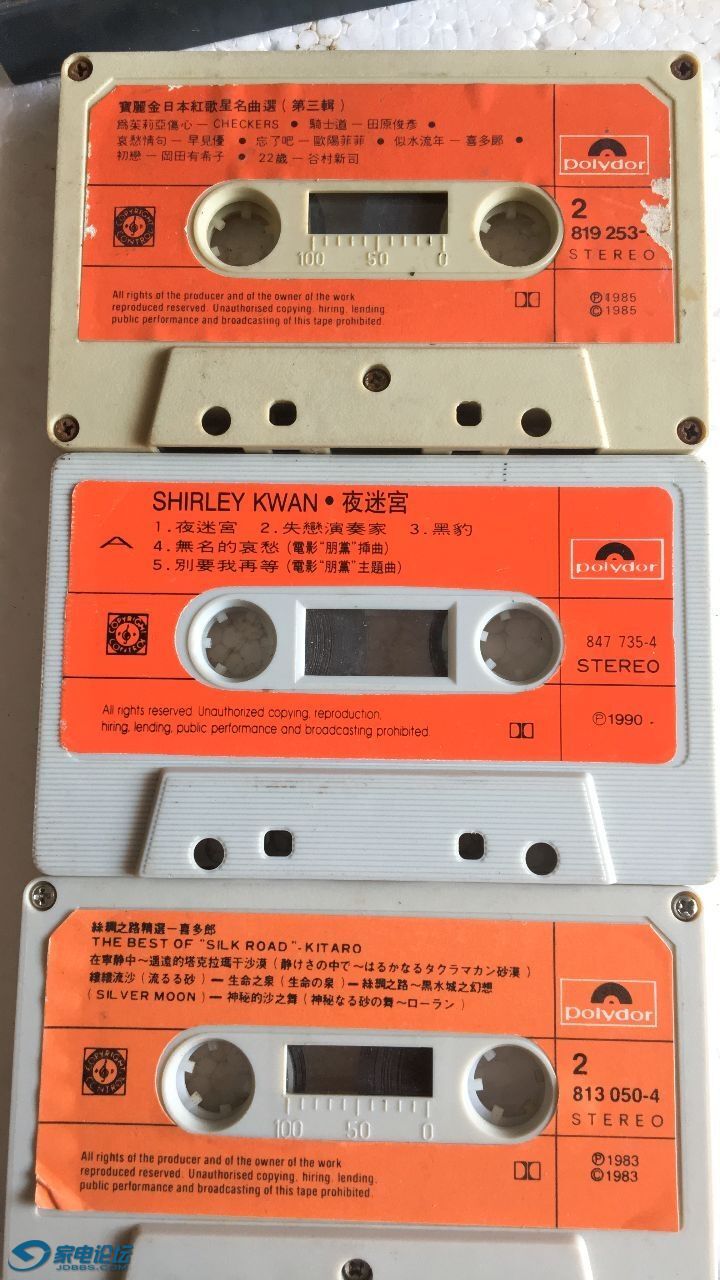 寶麗金日本紅歌星名曲選(第三輯)
爲茱莉亞傷心—CHECKERS ● 騎士道—田原俊彥 ●
哀愁情句—早見優 ● 忘了吧—歐陽菲菲 ● 似水流年—喜多郎 ●
初戀—岡田有希子 ● 22歲—谷村新司
polydor
COPYRIGHT CONTROL
2
819 253-
STEREO
100 50 0
All rights of the producer and of the owner of the work
reproduced reserved. Unauthorised copying, hiring, lending,
public performance and broadcasting of this tape prohibited.
Ⓟ1985
©1985
SHIRLEY KWAN•夜迷宮
A
1.夜迷宮 2.失戀演奏家 3.黑豹
4.無名的哀愁(電影"朋黨"揷曲)
5.別要我再等(電影"朋黨"主題曲)
polydor
COPYRIGHT CONTROL
847 735-4
STEREO
All rights reserved. Unauthorized copying, reproduction,
hiring, lending, public performance and broadcasting prohibited.
Ⓟ1990
絲綢之路精選—喜多郎
THE BEST OF "SILK ROAD"-KITARO
在寧静中~遥遠的塔克拉瑪干沙漠(静けさの中で~はるかなるタクラマカン砂漠)
縷縷流沙(流るる砂)—生命之泉(生命の泉)—絲綢之路~黑水城之幻想
(SILVER MOON)—神秘的沙之舞(神秘なる砂の舞~ローラン)
polydor
COPYRIGHT CONTROL
2
813 050-4
STEREO
100 50 0
All rights of the producer and of the owner of the work
reproduced reserved. Unauthorised copying, hiring, lending,
public performance and broadcasting of this tape prohibited.
Ⓟ1983
©1983
家电论坛
JDBBS.COM